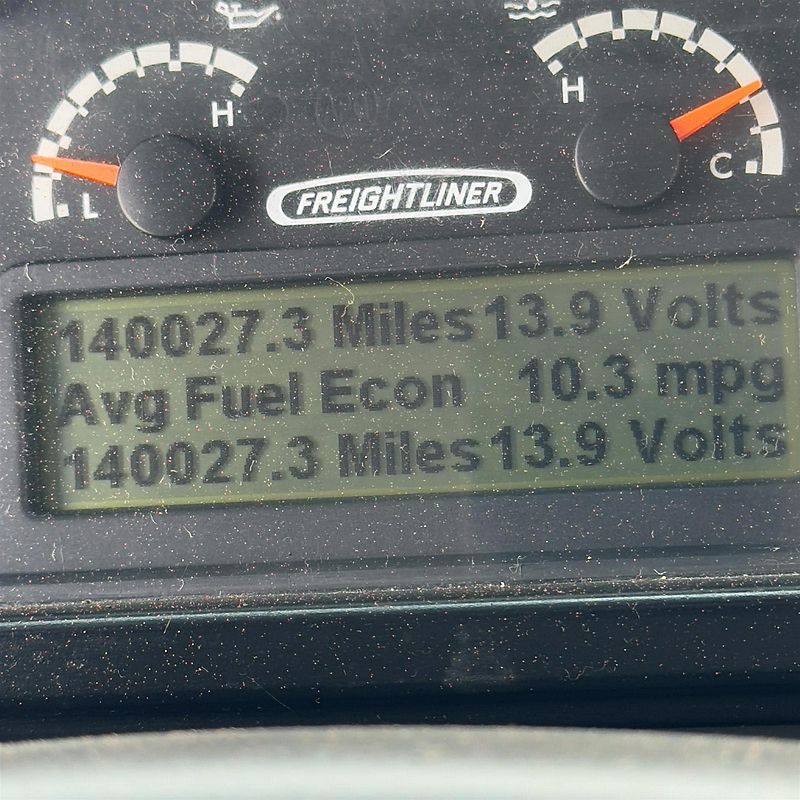 H
H
L
C
FREIGHTLINER
140027.3 Miles 13.9 Volts
Avg Fuel Econ 10.3 mpg
140027.3 Miles 13.9 Volts